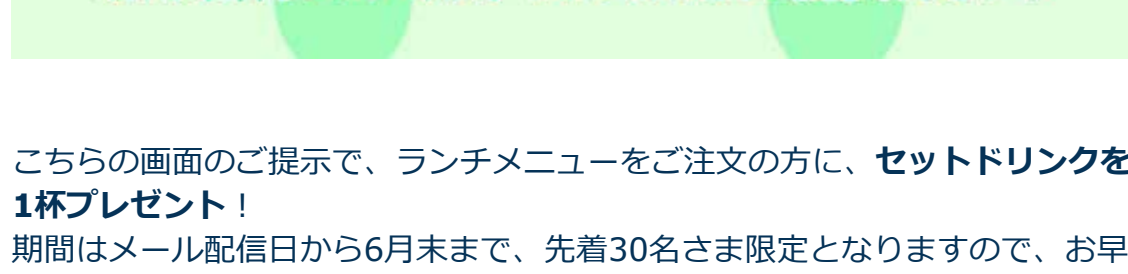 こちらの画面のご提示で、ランチメニューをご注文の方に、セットドリンクを
1杯プレゼント！
期間はメール配信日から6月末まで、先着30名さま限定となりますので、お早